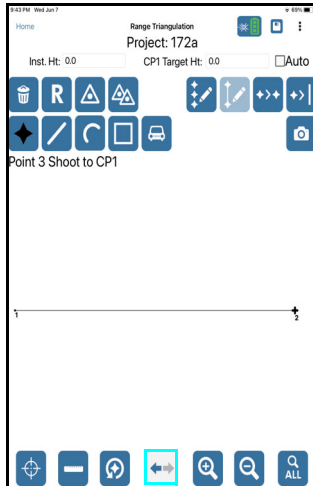 9:43 PM Wed Jun 7
69%
Home
Range Triangulation
Project: 172a
Inst. Ht: 0.0
CP1 Target Ht: 0.0
Auto
R
Point 3 Shoot to CP1
1
2
ALL